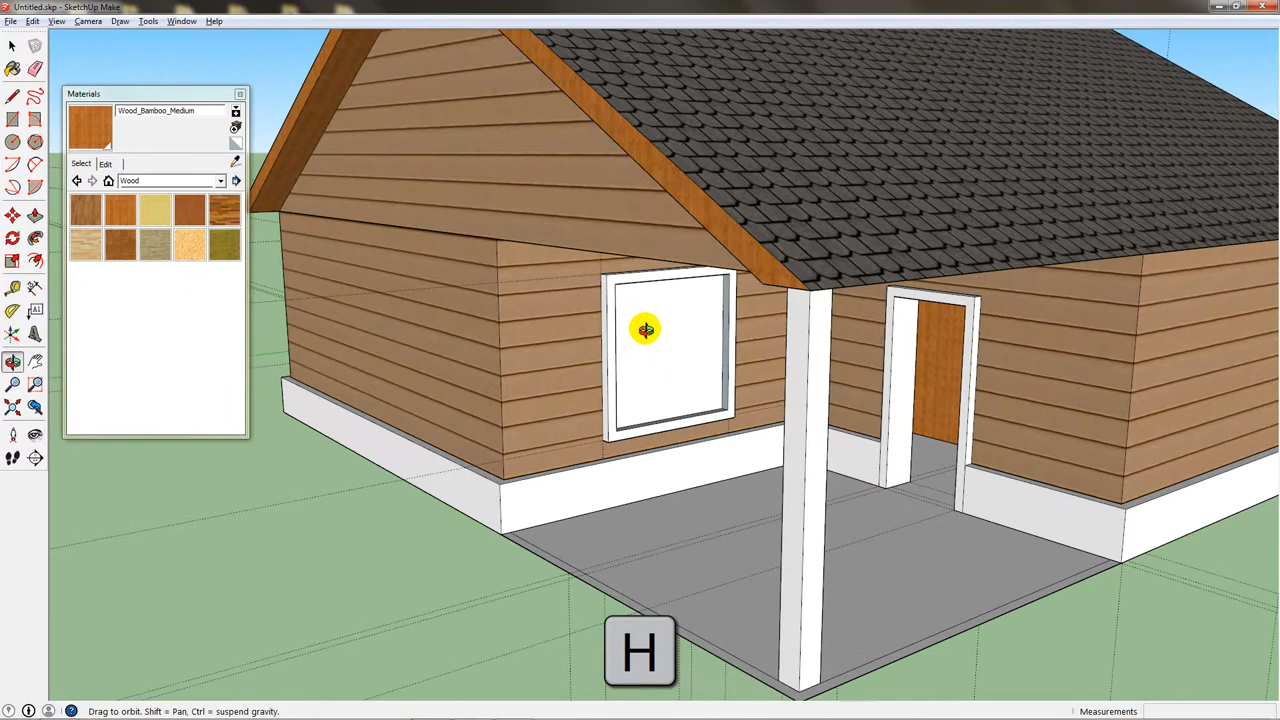 Untitled.skp - SketchUp Make
File Edit View Camera Draw Tools Window Help
Materials
Wood_Bamboo_Medium
Select Edit
Wood
A1
H
Drag to orbit. Shift = Pan, Ctrl = suspend gravity.
Measurements